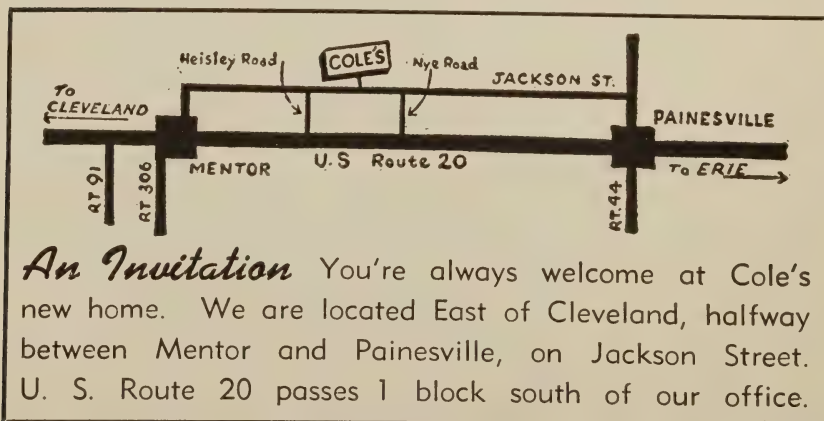 COLE'S
Heisley Road
Nye Road
JACKSON ST.
To
CLEVELAND
PAINESVILLE
MENTOR
U.S Route 20
To ERIE
RT 91
RT 306
RT. 44
An Invitation You're always welcome at Cole's
new home. We are located East of Cleveland, halfway
between Mentor and Painesville, on Jackson Street.
U. S. Route 20 passes 1 block south of our office.